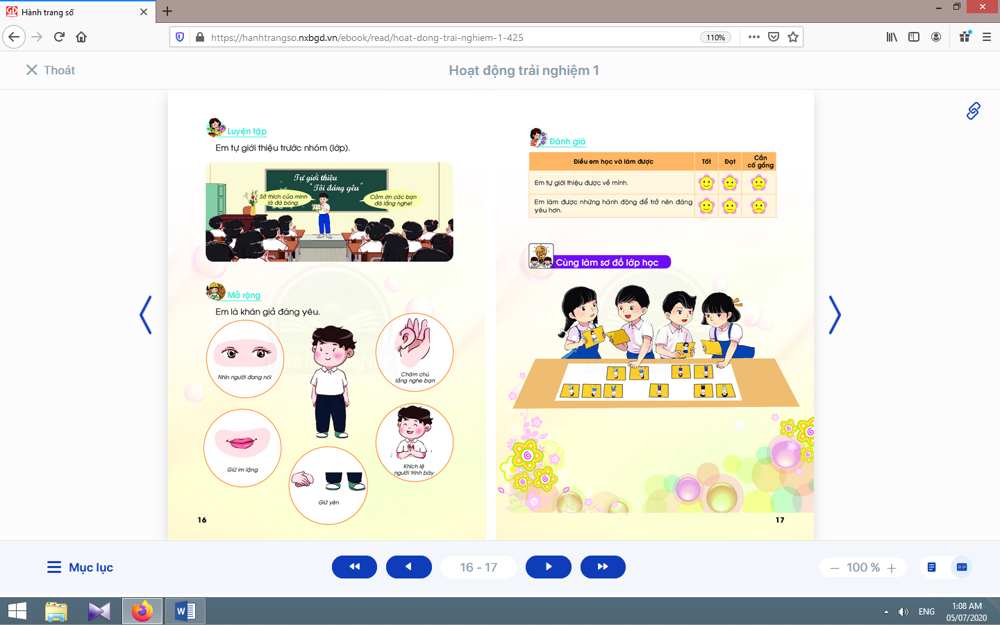 Hành trang số
https://hanhtrangso.nxbgd.vn/ebook/read/hoat-dong-trai-nghiem-1-425
110%
Thoát
Hoạt động trải nghiệm 1
Luyện tập
Em tự giới thiệu trước nhóm (lớp).
Tự giới thiệu
"Tôi đáng yêu"
Sở thích của mình
là đá bóng.
Cảm ơn các bạn
đã lắng nghe!
Mở rộng
Em là khán giả đáng yêu.
Nhìn người đang nói
Chăm chú
lắng nghe bạn
Giữ im lặng
Khích lệ
người trình bày
Giữ yên
16
Đánh giá
Điều em học và làm được
Tốt
Đạt
Cần
cố gắng
Em tự giới thiệu được về mình.
Em làm được những hành động để trở nên đáng
yêu hơn.
Cùng làm sơ đồ lớp học
17
Mục lục
16 - 17
100 %
ENG
1:08 AM
05/07/2020